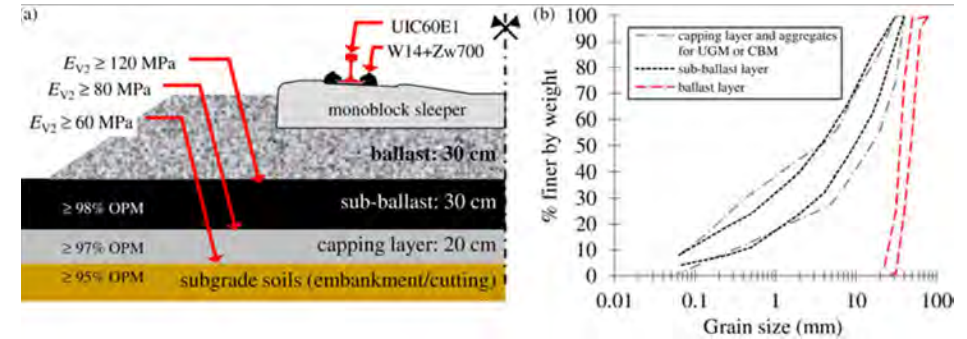 (a)
UIC60E1
W14+Zw700
EV2 ≥ 120 MPa
EV2 ≥ 80 MPa
EV2 ≥ 60 MPa
monoblock sleeper
ballast: 30 cm
≥ 98% OPM
sub-ballast: 30 cm
≥ 97% OPM
capping layer: 20 cm
≥ 95% OPM
subgrade soils (embankment/cutting)
(b)
% finer by weight
100
90
80
70
60
50
40
30
20
10
0
capping layer and aggregates
for UGM or CBM
sub-ballast layer
ballast layer
0.01
0.1
1
10
100
Grain size (mm)